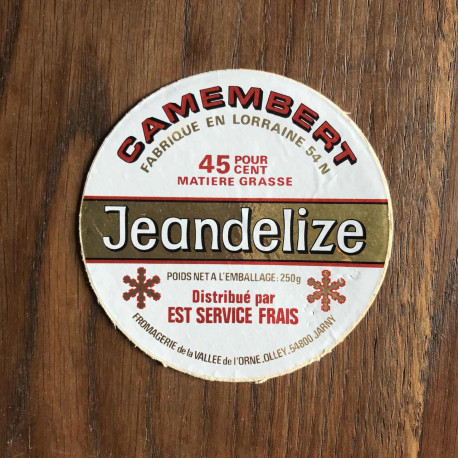 CAMEMBERT
FABRIQUE EN LORRAINE 54 N
45 POUR CENT
MATIERE GRASSE
Jeandelize
POIDS NET A L'EMBALLAGE: 250g
Distribué par
EST SERVICE FRAIS
FROMAGERIE de la VALLEE de l'ORNE. OLLEY. 54800 JARNY